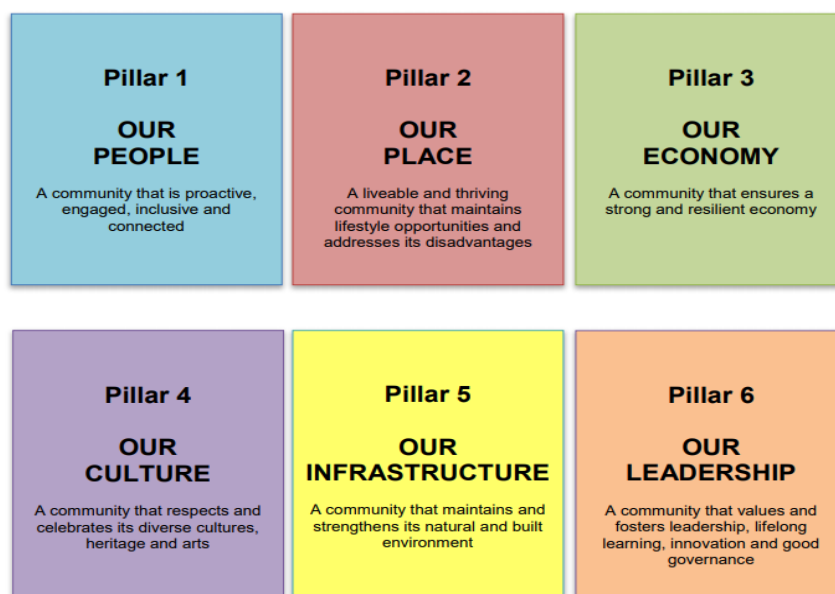 Pillar 1
OUR
PEOPLE
A community that is proactive,
engaged, inclusive and
connected
Pillar 2
OUR
PLACE
A liveable and thriving
community that maintains
lifestyle opportunities and
addresses its disadvantages
Pillar 3
OUR
ECONOMY
A community that ensures a
strong and resilient economy
Pillar 4
OUR
CULTURE
A community that respects and
celebrates its diverse cultures,
heritage and arts
Pillar 5
OUR
INFRASTRUCTURE
A community that maintains and
strengthens its natural and built
environment
Pillar 6
OUR
LEADERSHIP
A community that values and
fosters leadership, lifelong
learning, innovation and good
governance